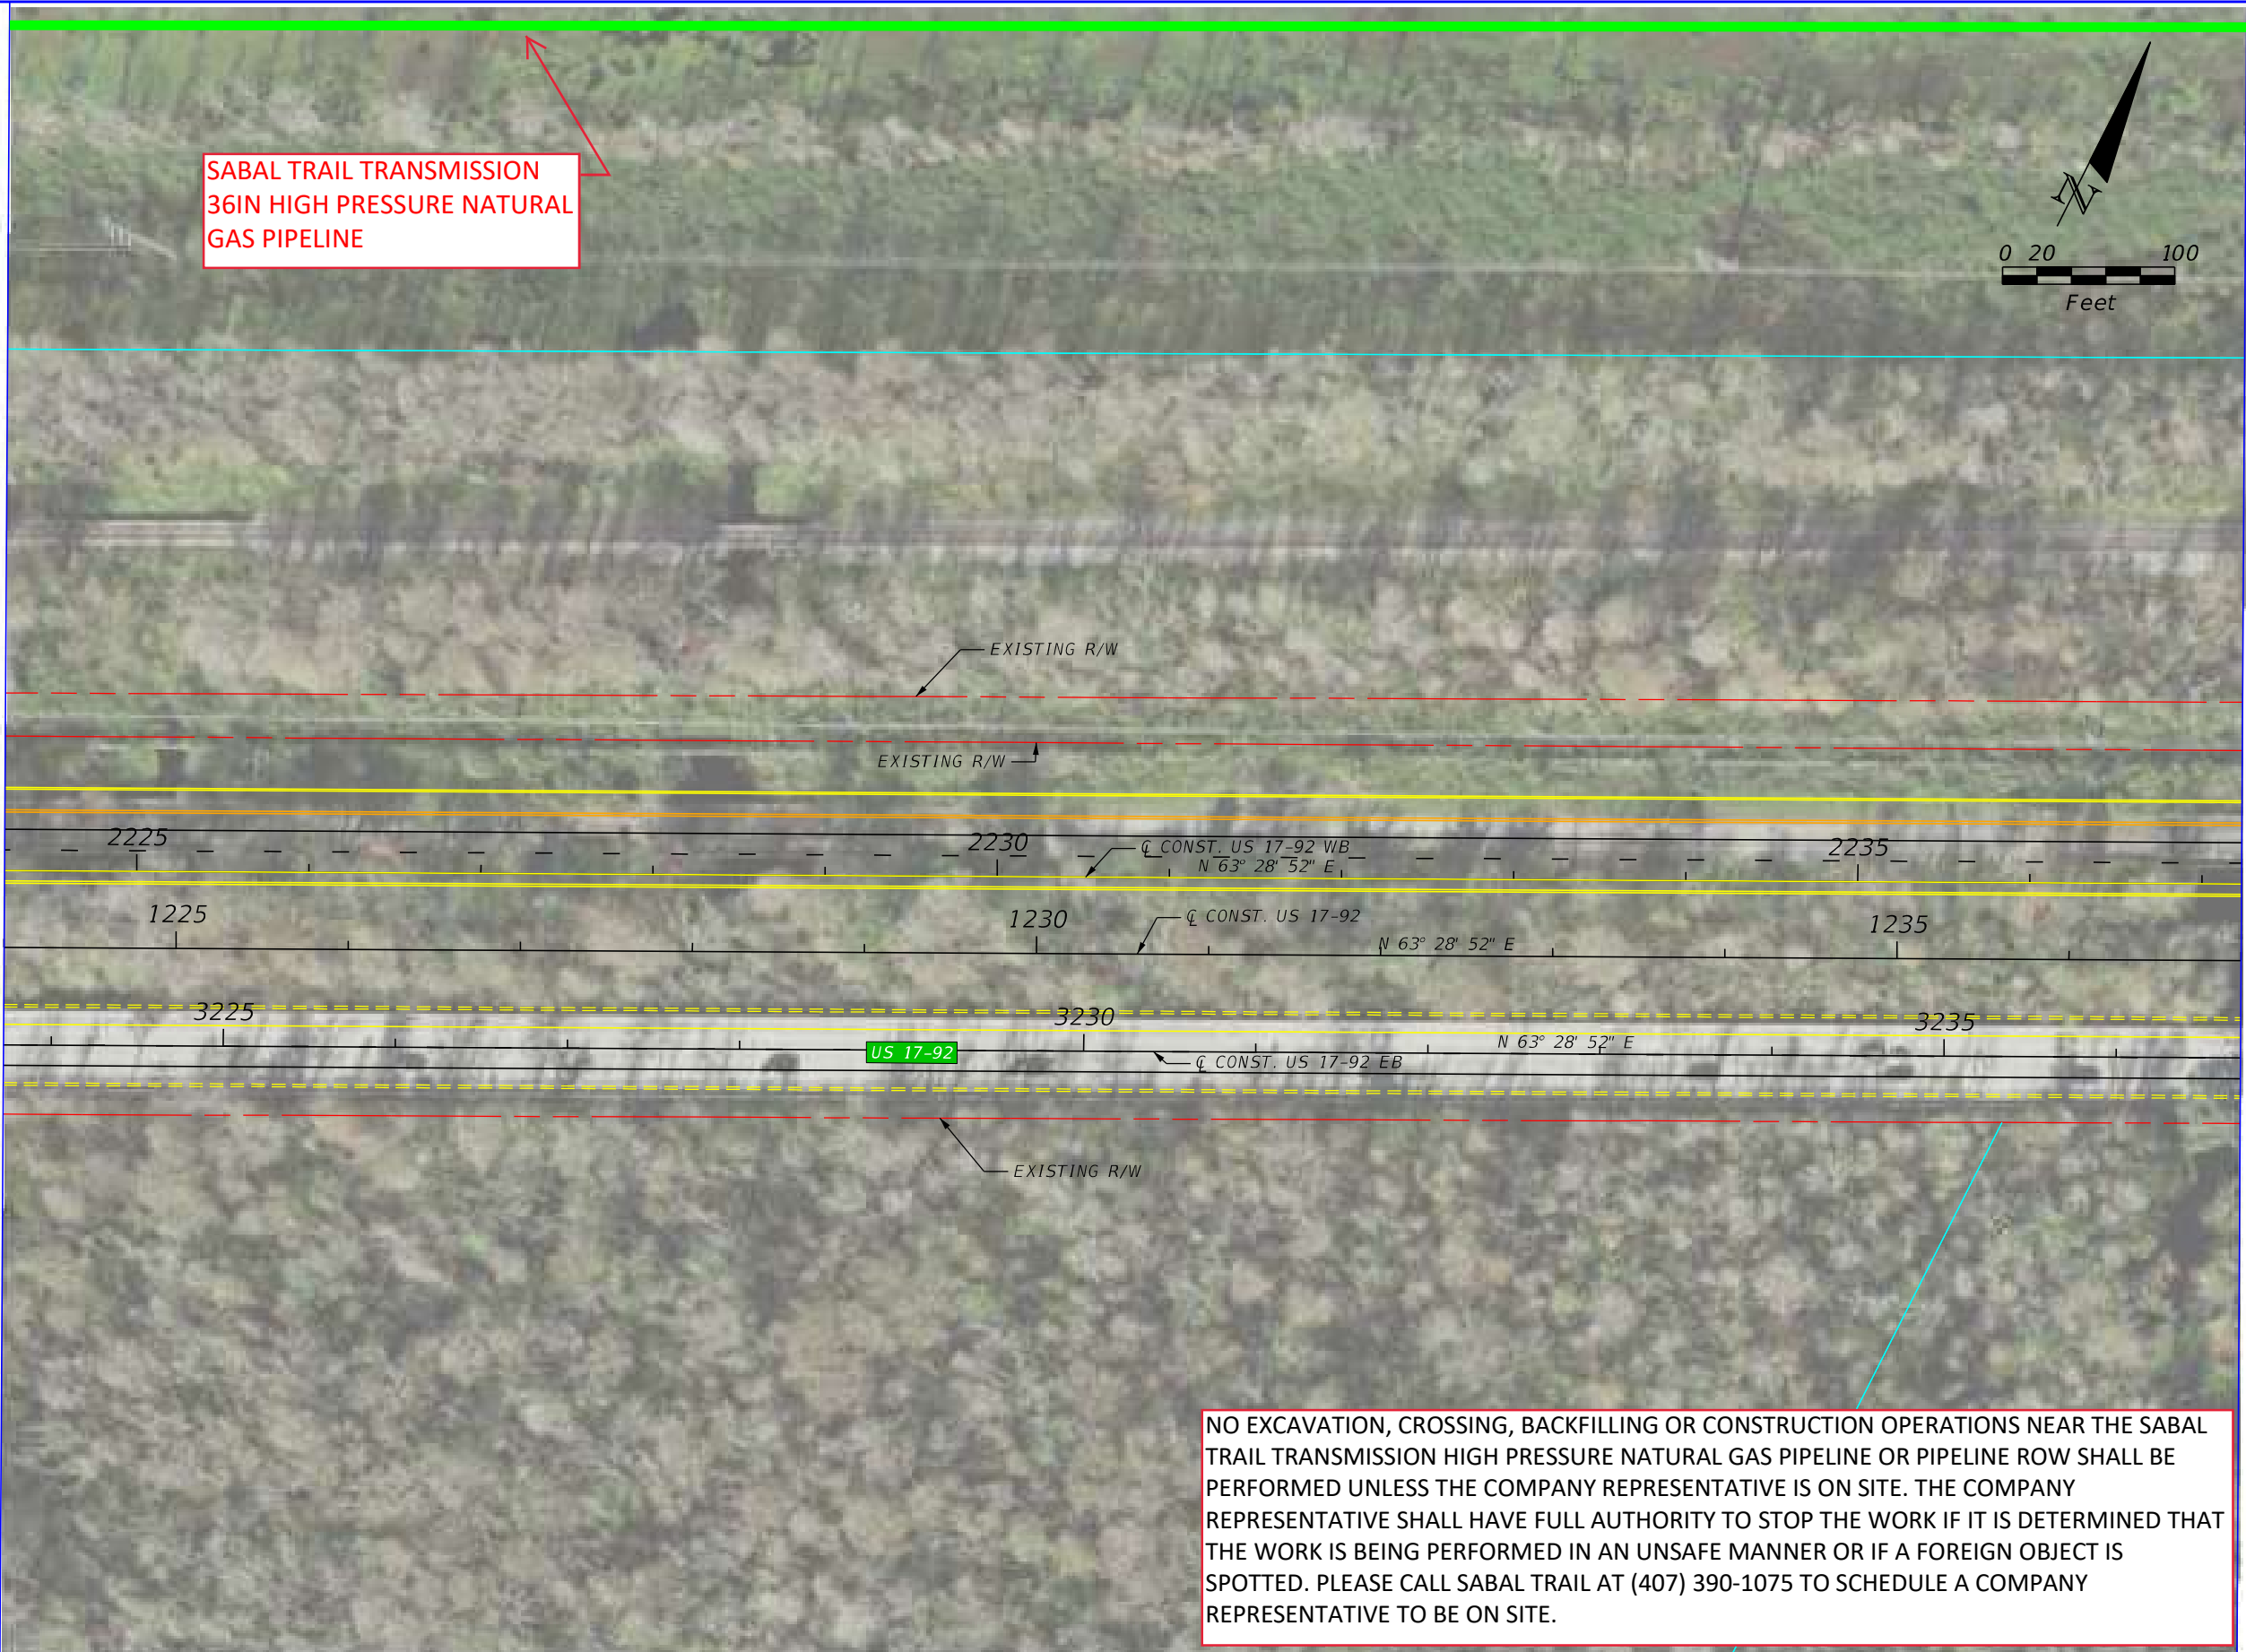 SABAL TRAIL TRANSMISSION
36IN HIGH PRESSURE NATURAL
GAS PIPELINE
N
0 20 100
Feet
EXISTING R/W
EXISTING R/W
2225 2230 2235
℄ CONST. US 17-92 WB
N 63° 28' 52" E
1225 1230 1235
℄ CONST. US 17-92
N 63° 28' 52" E
3225 3230 3235
N 63° 28' 52" E
US 17-92
℄ CONST. US 17-92 EB
EXISTING R/W
NO EXCAVATION, CROSSING, BACKFILLING OR CONSTRUCTION OPERATIONS NEAR THE SABAL
TRAIL TRANSMISSION HIGH PRESSURE NATURAL GAS PIPELINE OR PIPELINE ROW SHALL BE
PERFORMED UNLESS THE COMPANY REPRESENTATIVE IS ON SITE. THE COMPANY
REPRESENTATIVE SHALL HAVE FULL AUTHORITY TO STOP THE WORK IF IT IS DETERMINED THAT
THE WORK IS BEING PERFORMED IN AN UNSAFE MANNER OR IF A FOREIGN OBJECT IS
SPOTTED. PLEASE CALL SABAL TRAIL AT (407) 390-1075 TO SCHEDULE A COMPANY
REPRESENTATIVE TO BE ON SITE.